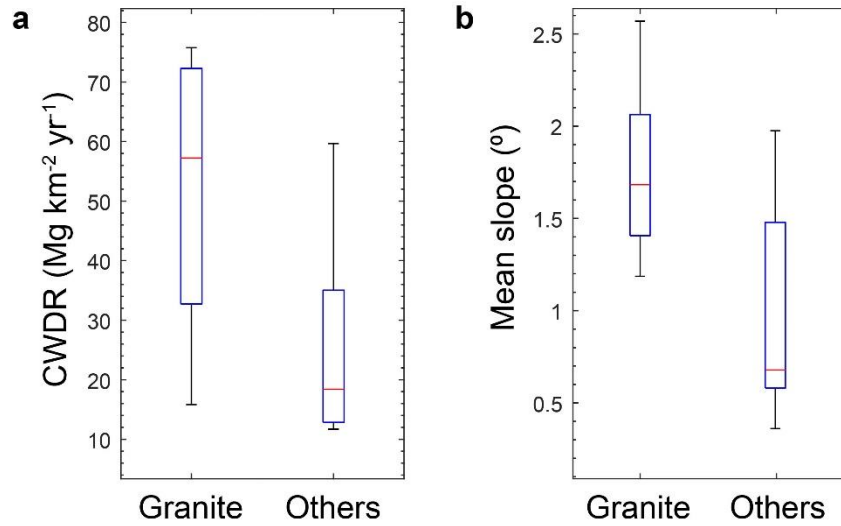 a
CWDR (Mg km⁻² yr⁻¹)
80
70
60
50
40
30
20
10
Granite Others
b
Mean slope (º)
2.5
2
1.5
1
0.5
Granite Others